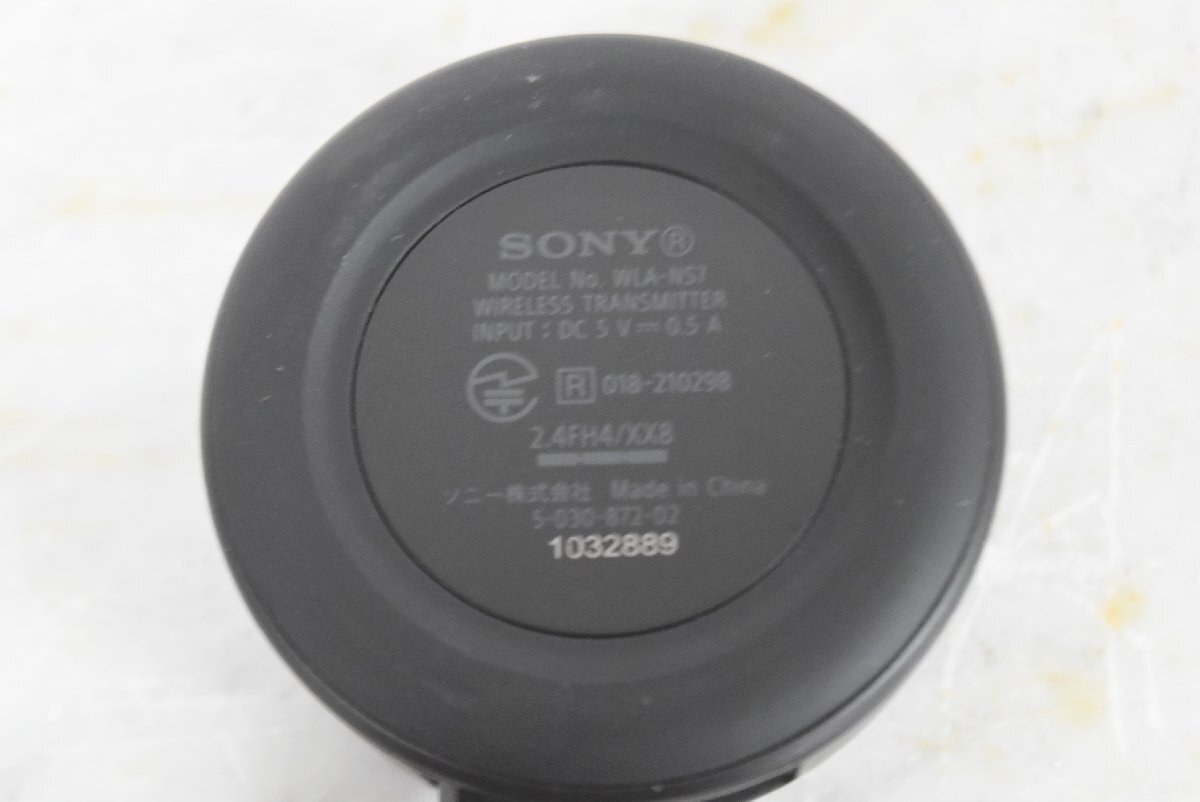 SONY®
MODEL No. WLA-NS7
WIRELESS TRANSMITTER
INPUT : DC 5 V ⎓ 0.5 A
R 018-210298
2.4FH4/XX8
ソニー株式会社 Made in China
5-030-872-02
1032889